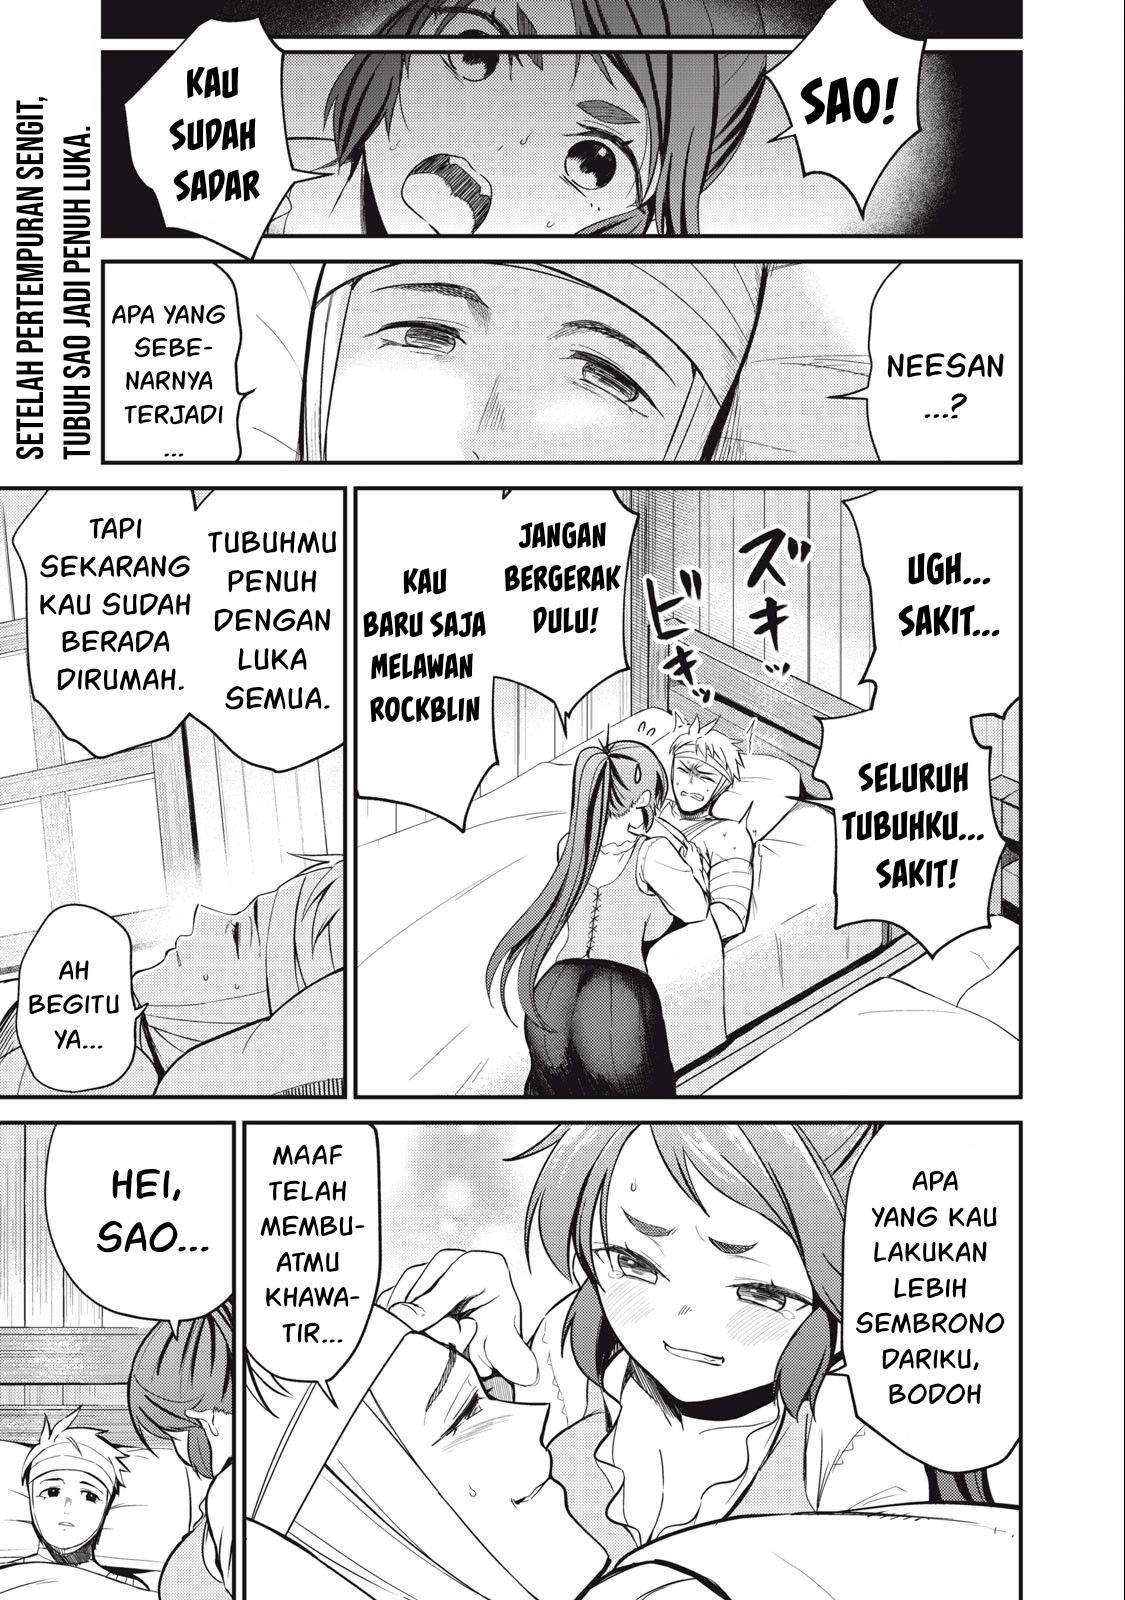 SETELAH PERTEMPURAN SENGIT,
TUBUH SAO JADI PENUH LUKA.
SAO!
KAU
SUDAH
SADAR
NEESAN
...?
APA YANG
SEBE-
NARNYA
TERJADI
...
UGH...
SAKIT...
SELURUH
TUBUHKU...
SAKIT!
ズキッ
ビキッ
JANGAN
BERGERAK
DULU!
KAU
BARU SAJA
MELAWAN
ROCKBLIN
TUBUHMU
PENUH
DENGAN
LUKA
SEMUA.
TAPI
SEKARANG
KAU SUDAH
BERADA
DIRUMAH.
AH
BEGITU
YA...
APA
YANG KAU
LAKUKAN
LEBIH
SEMBRONO
DARIKU,
BODOH
MAAF
TELAH
MEMBU-
ATMU
KHAWA-
TIR...
HEI,
SAO...